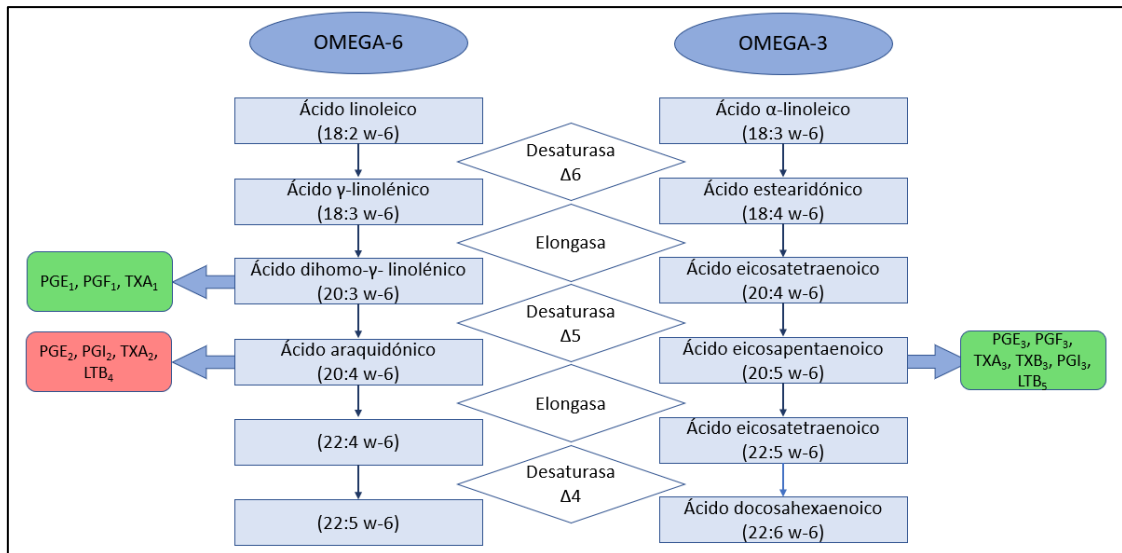 OMEGA-6
OMEGA-3
Ácido linoleico
(18:2 w-6)
Ácido α-linoleico
(18:3 w-6)
Desaturasa
Δ6
Ácido γ-linolénico
(18:3 w-6)
Ácido estearidónico
(18:4 w-6)
Elongasa
PGE₁, PGF₁, TXA₁
Ácido dihomo-γ- linolénico
(20:3 w-6)
Ácido eicosatetraenoico
(20:4 w-6)
Desaturasa
Δ5
PGE₂, PGI₂, TXA₂,
LTB₄
Ácido araquidónico
(20:4 w-6)
Ácido eicosapentaenoico
(20:5 w-6)
PGE₃, PGF₃,
TXA₃, TXB₃, PGI₃,
LTB₅
Elongasa
(22:4 w-6)
Ácido eicosatetraenoico
(22:5 w-6)
Desaturasa
Δ4
(22:5 w-6)
Ácido docosahexaenoico
(22:6 w-6)